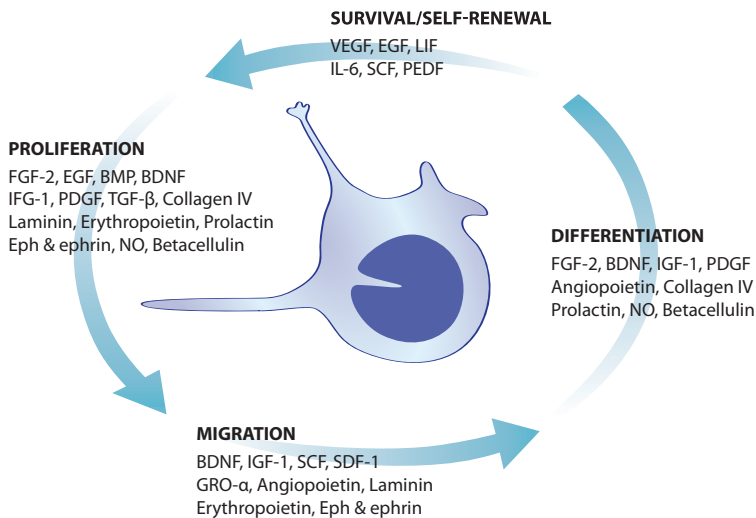 SURVIVAL/SELF-RENEWAL
VEGF, EGF, LIF
IL-6, SCF, PEDF
PROLIFERATION
FGF-2, EGF, BMP, BDNF
IFG-1, PDGF, TGF-β, Collagen IV
Laminin, Erythropoietin, Prolactin
Eph & ephrin, NO, Betacellulin
DIFFERENTIATION
FGF-2, BDNF, IGF-1, PDGF
Angiopoietin, Collagen IV
Prolactin, NO, Betacellulin
MIGRATION
BDNF, IGF-1, SCF, SDF-1
GRO-α, Angiopoietin, Laminin
Erythropoietin, Eph & ephrin